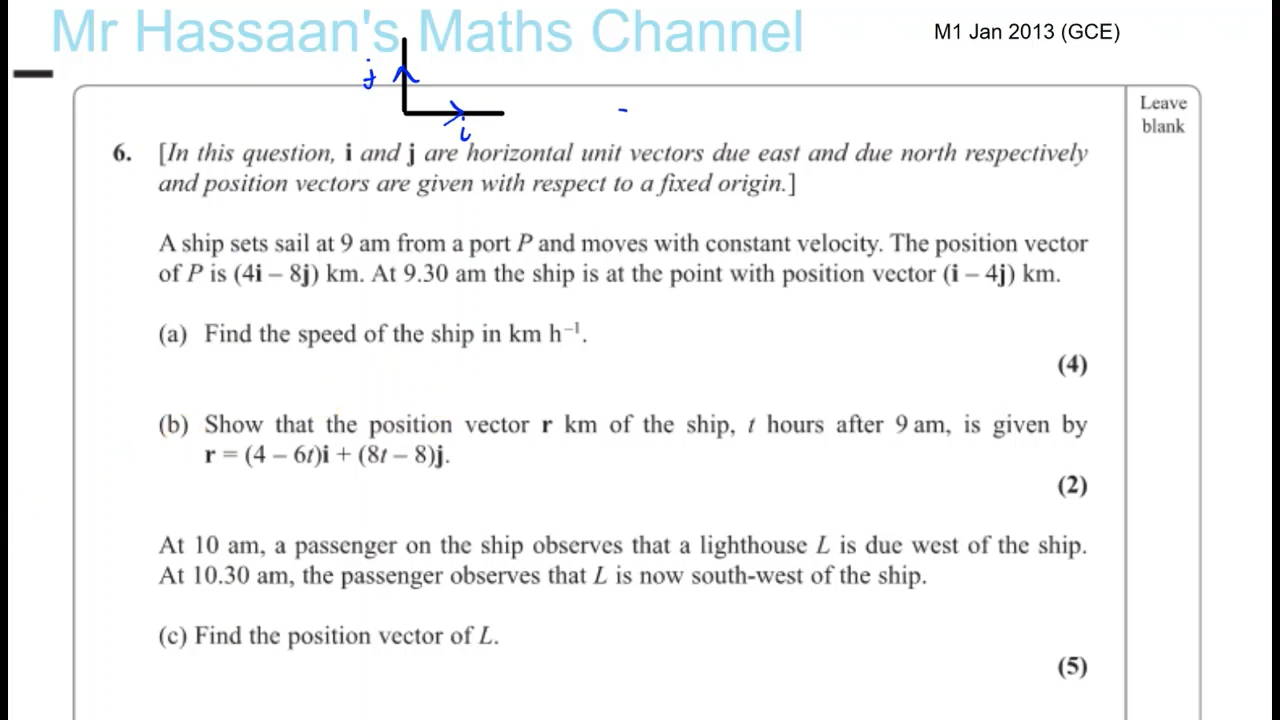 Mr Hassaan's Maths Channel
M1 Jan 2013 (GCE)
j
i
Leave
blank
6. [In this question, i and j are horizontal unit vectors due east and due north respectively
and position vectors are given with respect to a fixed origin.]
A ship sets sail at 9 am from a port P and moves with constant velocity. The position vector
of P is (4i – 8j) km. At 9.30 am the ship is at the point with position vector (i – 4j) km.
(a) Find the speed of the ship in km h⁻¹.
(4)
(b) Show that the position vector r km of the ship, t hours after 9 am, is given by
r = (4 – 6t)i + (8t – 8)j.
(2)
At 10 am, a passenger on the ship observes that a lighthouse L is due west of the ship.
At 10.30 am, the passenger observes that L is now south-west of the ship.
(c) Find the position vector of L.
(5)